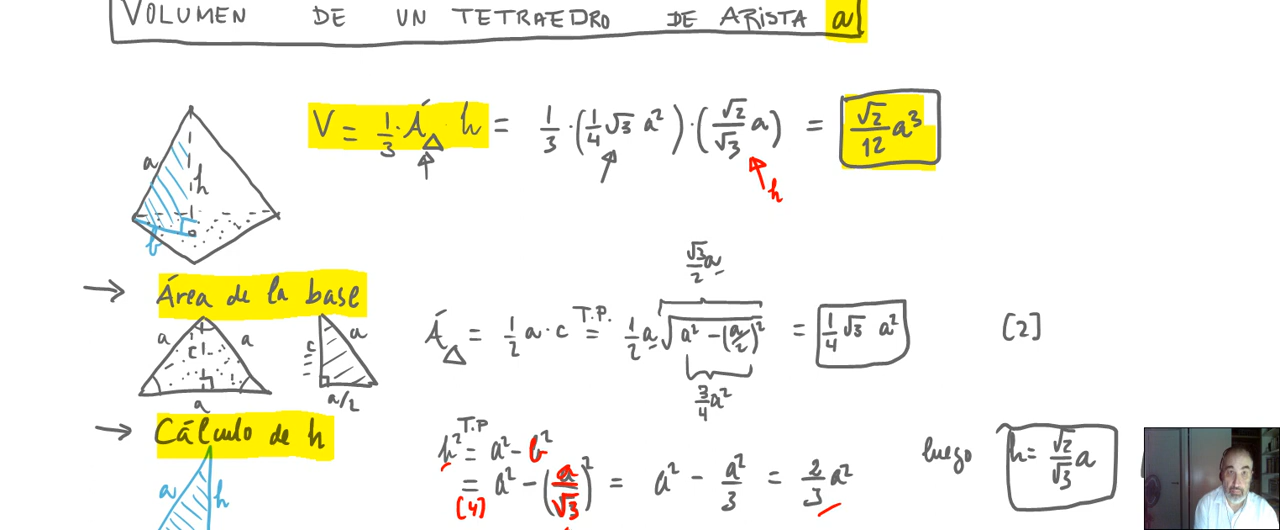 VOLUMEN DE UN TETRAEDRO DE ARISTA a
V = 1/3 · Á△ · h = 1/3 · (1/4 √3 a²) · (√2/√3 a) = √2/12 a³
h
a
h
b
√3/2 a
→ Área de la base
a c a
a
c a
a/2
Á△ = 1/2 a · c =T.P. 1/2 a √(a² - (a/2)²) = 1/4 √3 a² [2]
3/4 a²
→ Cálculo de h
a h
h² =T.P a² - b²
= a² - (a/√3)² = a² - a²/3 = 2/3 a² luego h = √2/√3 a
[4]